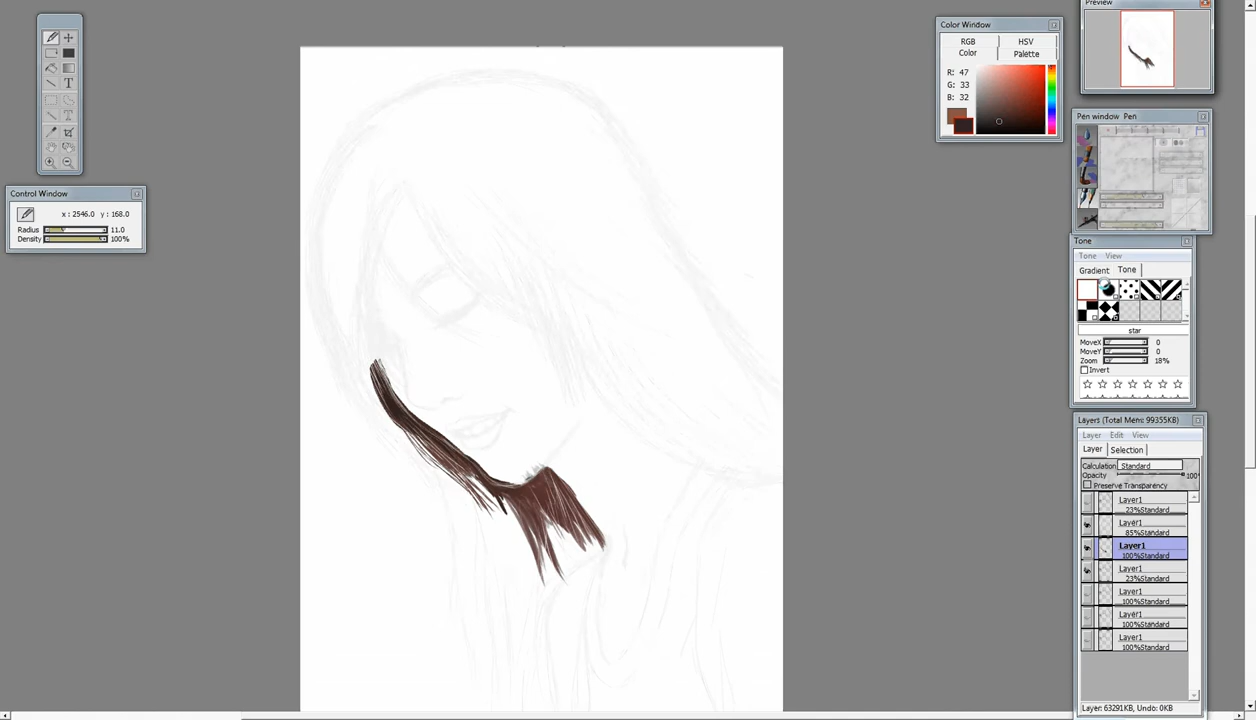 Preview
Color Window
RGB HSV
Color Palette
R: 47
G: 33
B: 32
Pen window Pen
Control Window
x : 2546.0 y : 168.0
Radius 11.0
Density 100%
Tone
Tone View
Gradient Tone
star
MoveX 0
MoveY 0
Zoom 18%
Invert
Layers (Total Mem: 99355KB)
Layer Edit View
Layer Selection
Calculation Standard
Opacity 100
Preserve Transparency
Layer1
23%Standard
Layer1
85%Standard
Layer1
100%Standard
Layer1
23%Standard
Layer1
100%Standard
Layer1
100%Standard
Layer1
100%Standard
Layer: 63291KB, Undo: 0KB